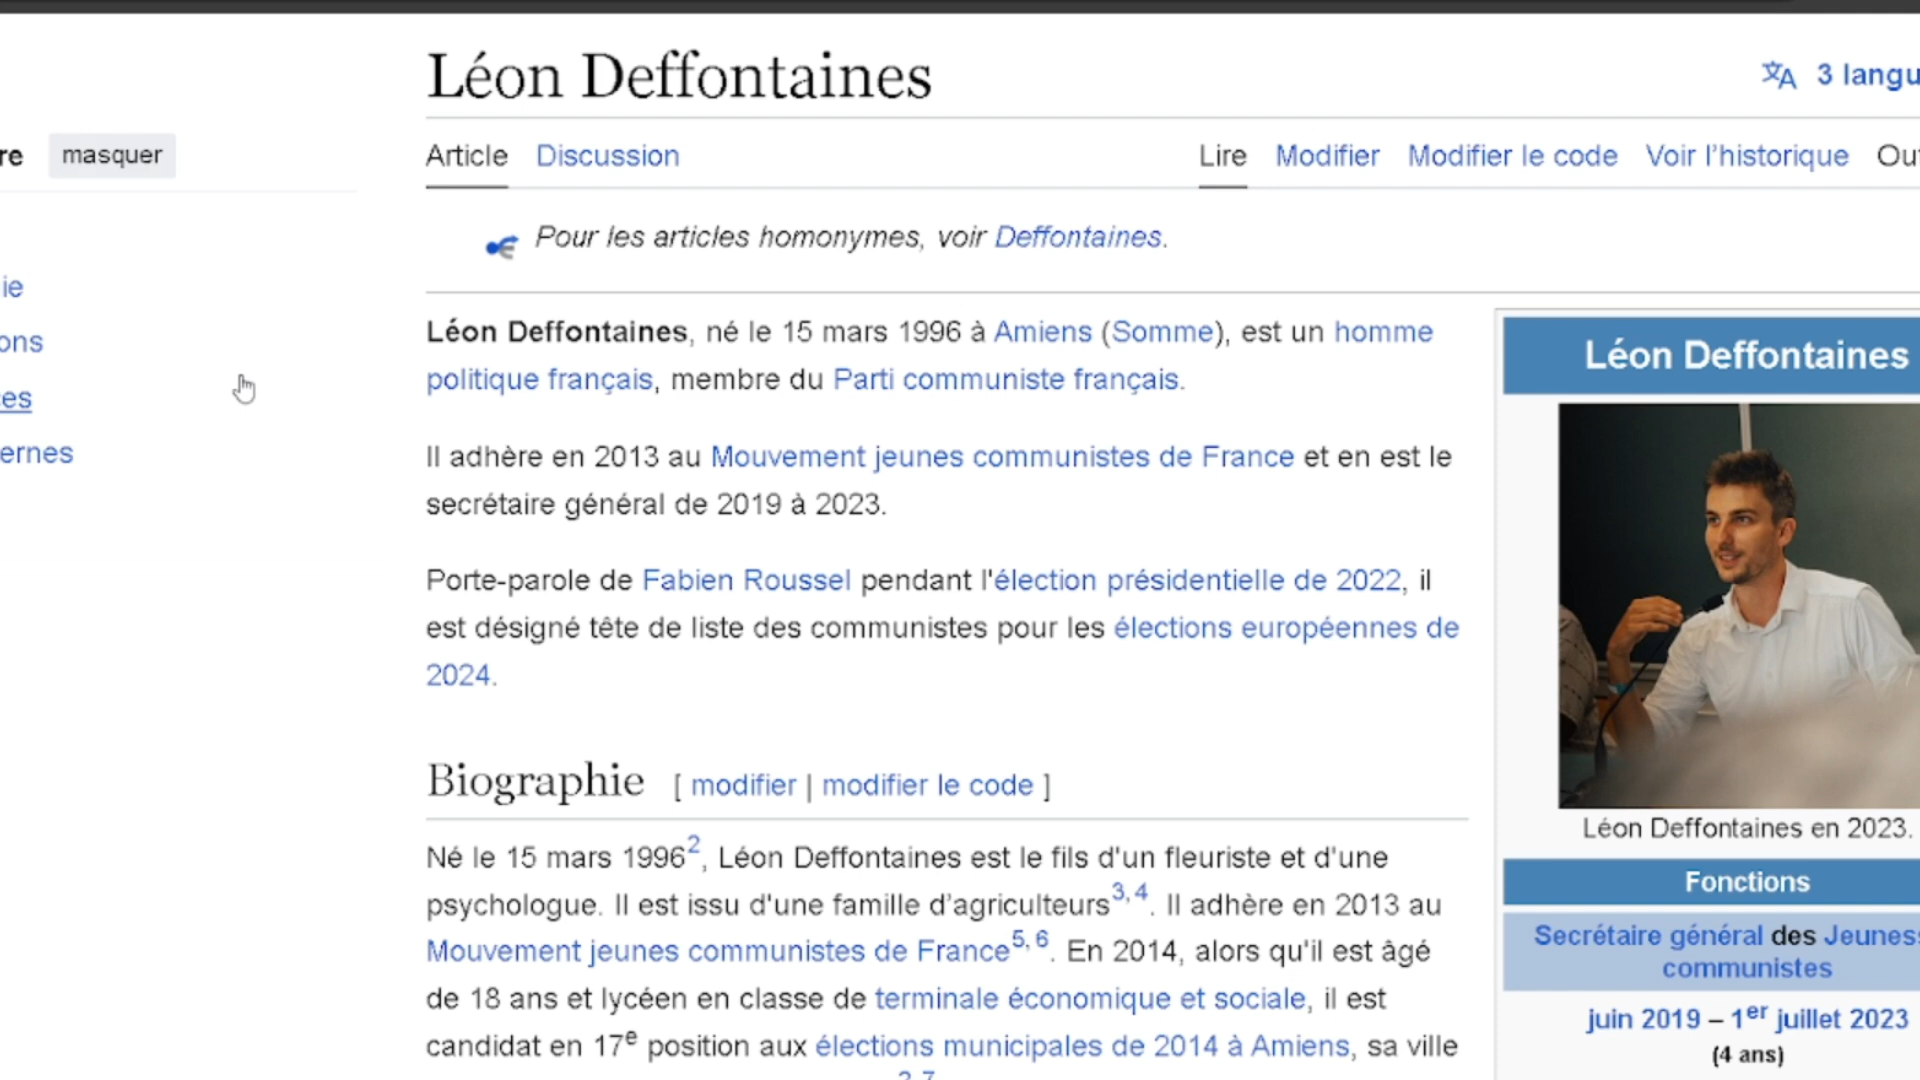 Léon Deffontaines
3 langu
re masquer
Article Discussion Lire Modifier Modifier le code Voir l'historique Out
Pour les articles homonymes, voir Deffontaines.
ie
ons
ces
ernes
Léon Deffontaines, né le 15 mars 1996 à Amiens (Somme), est un homme
politique français, membre du Parti communiste français.
Il adhère en 2013 au Mouvement jeunes communistes de France et en est le
secrétaire général de 2019 à 2023.
Porte-parole de Fabien Roussel pendant l'élection présidentielle de 2022, il
est désigné tête de liste des communistes pour les élections européennes de
2024.
Biographie [ modifier | modifier le code ]
Né le 15 mars 1996², Léon Deffontaines est le fils d'un fleuriste et d'une
psychologue. Il est issu d'une famille d’agriculteurs³,⁴. Il adhère en 2013 au
Mouvement jeunes communistes de France⁵,⁶. En 2014, alors qu'il est âgé
de 18 ans et lycéen en classe de terminale économique et sociale, il est
candidat en 17e position aux élections municipales de 2014 à Amiens, sa ville
Léon Deffontaines
Léon Deffontaines en 2023.
Fonctions
Secrétaire général des Jeuness
communistes
juin 2019 – 1er juillet 2023
(4 ans)